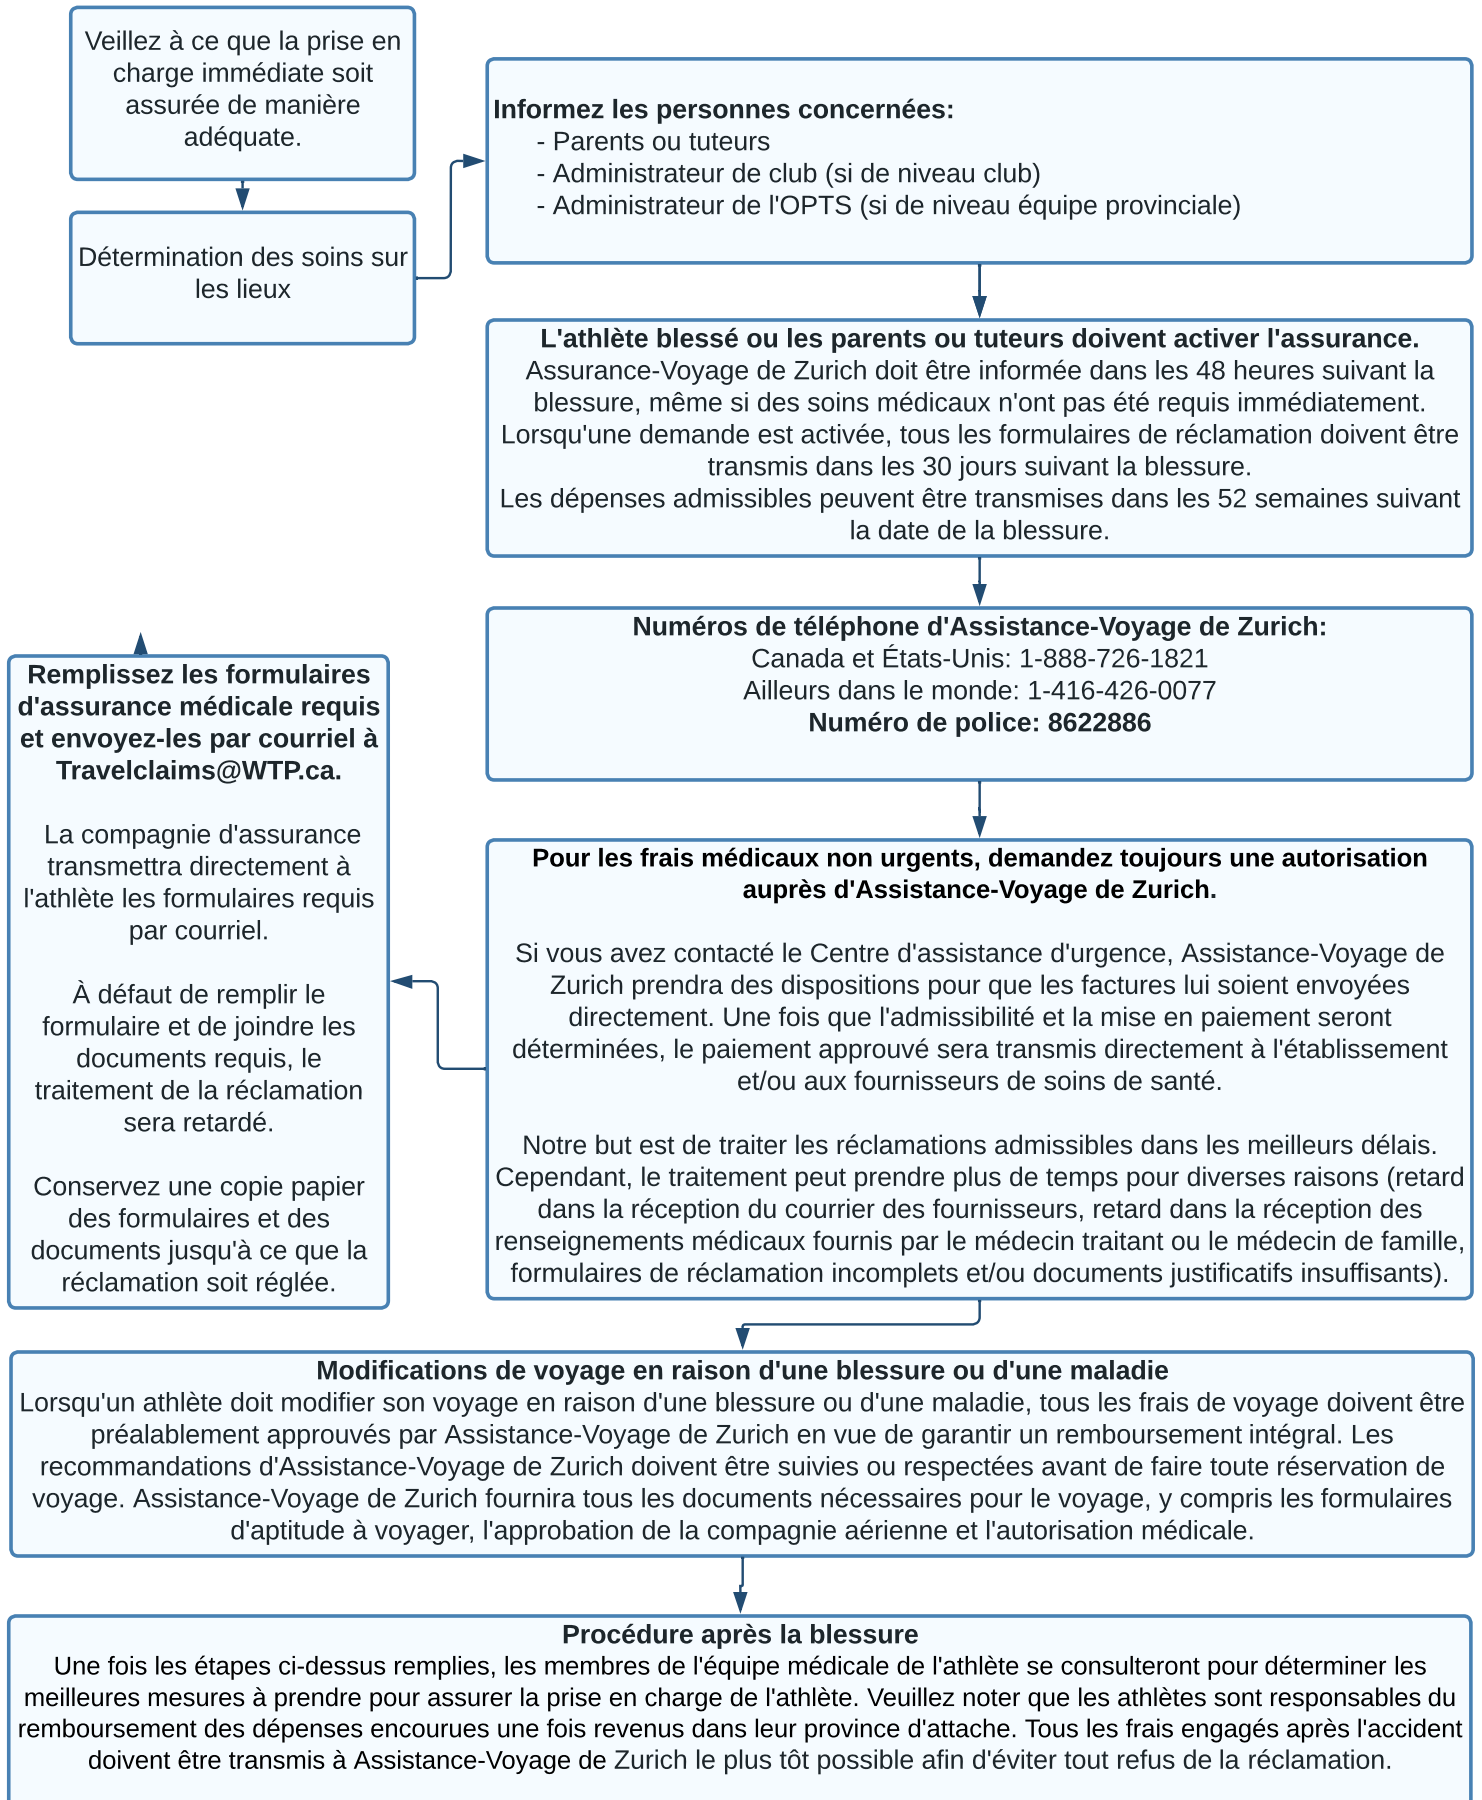 Veillez à ce que la prise en
charge immédiate soit
assurée de manière
adéquate.
Détermination des soins sur
les lieux
Informez les personnes concernées:
- Parents ou tuteurs
- Administrateur de club (si de niveau club)
- Administrateur de l'OPTS (si de niveau équipe provinciale)
L'athlète blessé ou les parents ou tuteurs doivent activer l'assurance.
Assurance-Voyage de Zurich doit être informée dans les 48 heures suivant la
blessure, même si des soins médicaux n'ont pas été requis immédiatement.
Lorsqu'une demande est activée, tous les formulaires de réclamation doivent être
transmis dans les 30 jours suivant la blessure.
Les dépenses admissibles peuvent être transmises dans les 52 semaines suivant
la date de la blessure.
Numéros de téléphone d'Assistance-Voyage de Zurich:
Canada et États-Unis: 1-888-726-1821
Ailleurs dans le monde: 1-416-426-0077
Numéro de police: 8622886
Pour les frais médicaux non urgents, demandez toujours une autorisation
auprès d'Assistance-Voyage de Zurich.
Si vous avez contacté le Centre d'assistance d'urgence, Assistance-Voyage de
Zurich prendra des dispositions pour que les factures lui soient envoyées
directement. Une fois que l'admissibilité et la mise en paiement seront
déterminées, le paiement approuvé sera transmis directement à l'établissement
et/ou aux fournisseurs de soins de santé.
Notre but est de traiter les réclamations admissibles dans les meilleurs délais.
Cependant, le traitement peut prendre plus de temps pour diverses raisons (retard
dans la réception du courrier des fournisseurs, retard dans la réception des
renseignements médicaux fournis par le médecin traitant ou le médecin de famille,
formulaires de réclamation incomplets et/ou documents justificatifs insuffisants).
Remplissez les formulaires
d'assurance médicale requis
et envoyez-les par courriel à
Travelclaims@WTP.ca.
La compagnie d'assurance
transmettra directement à
l'athlète les formulaires requis
par courriel.
À défaut de remplir le
formulaire et de joindre les
documents requis, le
traitement de la réclamation
sera retardé.
Conservez une copie papier
des formulaires et des
documents jusqu'à ce que la
réclamation soit réglée.
Modifications de voyage en raison d'une blessure ou d'une maladie
Lorsqu'un athlète doit modifier son voyage en raison d'une blessure ou d'une maladie, tous les frais de voyage doivent être
préalablement approuvés par Assistance-Voyage de Zurich en vue de garantir un remboursement intégral. Les
recommandations d'Assistance-Voyage de Zurich doivent être suivies ou respectées avant de faire toute réservation de
voyage. Assistance-Voyage de Zurich fournira tous les documents nécessaires pour le voyage, y compris les formulaires
d'aptitude à voyager, l'approbation de la compagnie aérienne et l'autorisation médicale.
Procédure après la blessure
Une fois les étapes ci-dessus remplies, les membres de l'équipe médicale de l'athlète se consulteront pour déterminer les
meilleures mesures à prendre pour assurer la prise en charge de l'athlète. Veuillez noter que les athlètes sont responsables du
remboursement des dépenses encourues une fois revenus dans leur province d'attache. Tous les frais engagés après l'accident
doivent être transmis à Assistance-Voyage de Zurich le plus tôt possible afin d'éviter tout refus de la réclamation.